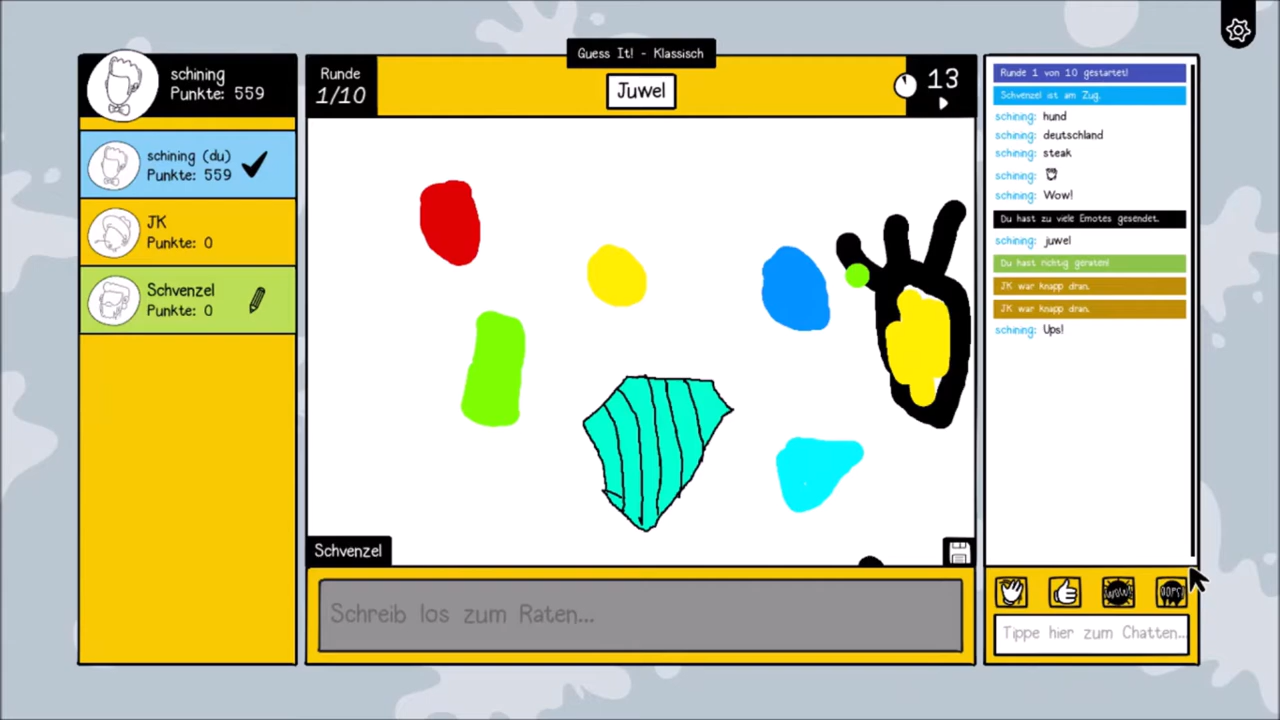 Guess It! - Klassisch
schining
Punkte: 559
Runde
1/10
Juwel
13
schining (du)
Punkte: 559
JK
Punkte: 0
Schvenzel
Punkte: 0
Schvenzel
Schreib los zum Raten...
Runde 1 von 10 gestartet!
Schvenzel ist am Zug.
schining: hund
schining: deutschland
schining: steak
schining:
schining: Wow!
Du hast zu viele Emotes gesendet.
schining: juwel
Du hast richtig geraten!
JK war knapp dran.
JK war knapp dran.
schining: Ups!
WOW!
OOPS!
Tippe hier zum Chatten...